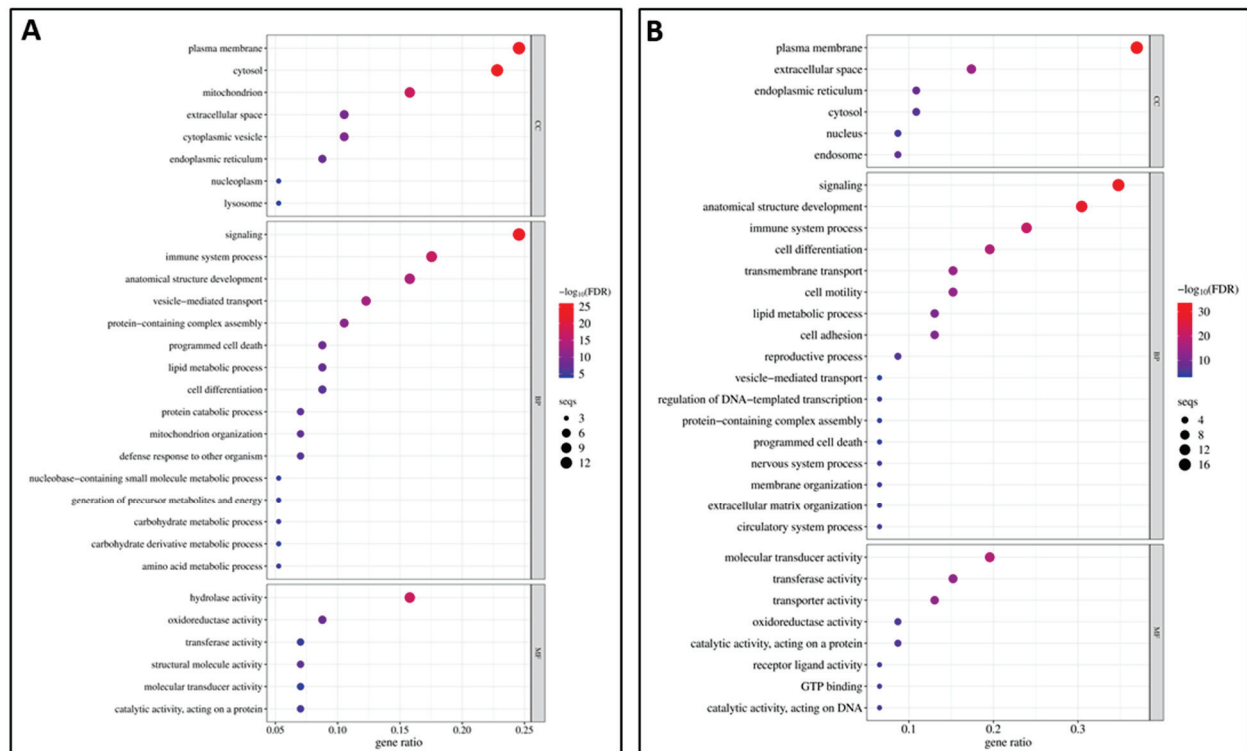 A
plasma membrane
cytosol
mitochondrion
extracellular space
cytoplasmic vesicle
endoplasmic reticulum
nucleoplasm
lysosome
CC
signaling
immune system process
anatomical structure development
vesicle−mediated transport
protein−containing complex assembly
programmed cell death
lipid metabolic process
cell differentiation
protein catabolic process
mitochondrion organization
defense response to other organism
nucleobase−containing small molecule metabolic process
generation of precursor metabolites and energy
carbohydrate metabolic process
carbohydrate derivative metabolic process
amino acid metabolic process
BP
hydrolase activity
oxidoreductase activity
transferase activity
structural molecule activity
molecular transducer activity
catalytic activity, acting on a protein
MF
0.05 0.10 0.15 0.20 0.25
gene ratio
−log10(FDR)
25
20
15
10
5
seqs
3
6
9
12
B
plasma membrane
extracellular space
endoplasmic reticulum
cytosol
nucleus
endosome
CC
signaling
anatomical structure development
immune system process
cell differentiation
transmembrane transport
cell motility
lipid metabolic process
cell adhesion
reproductive process
vesicle−mediated transport
regulation of DNA−templated transcription
protein−containing complex assembly
programmed cell death
nervous system process
membrane organization
extracellular matrix organization
circulatory system process
BP
molecular transducer activity
transferase activity
transporter activity
oxidoreductase activity
catalytic activity, acting on a protein
receptor ligand activity
GTP binding
catalytic activity, acting on DNA
MF
0.1 0.2 0.3
gene ratio
−log10(FDR)
30
20
10
seqs
4
8
12
16